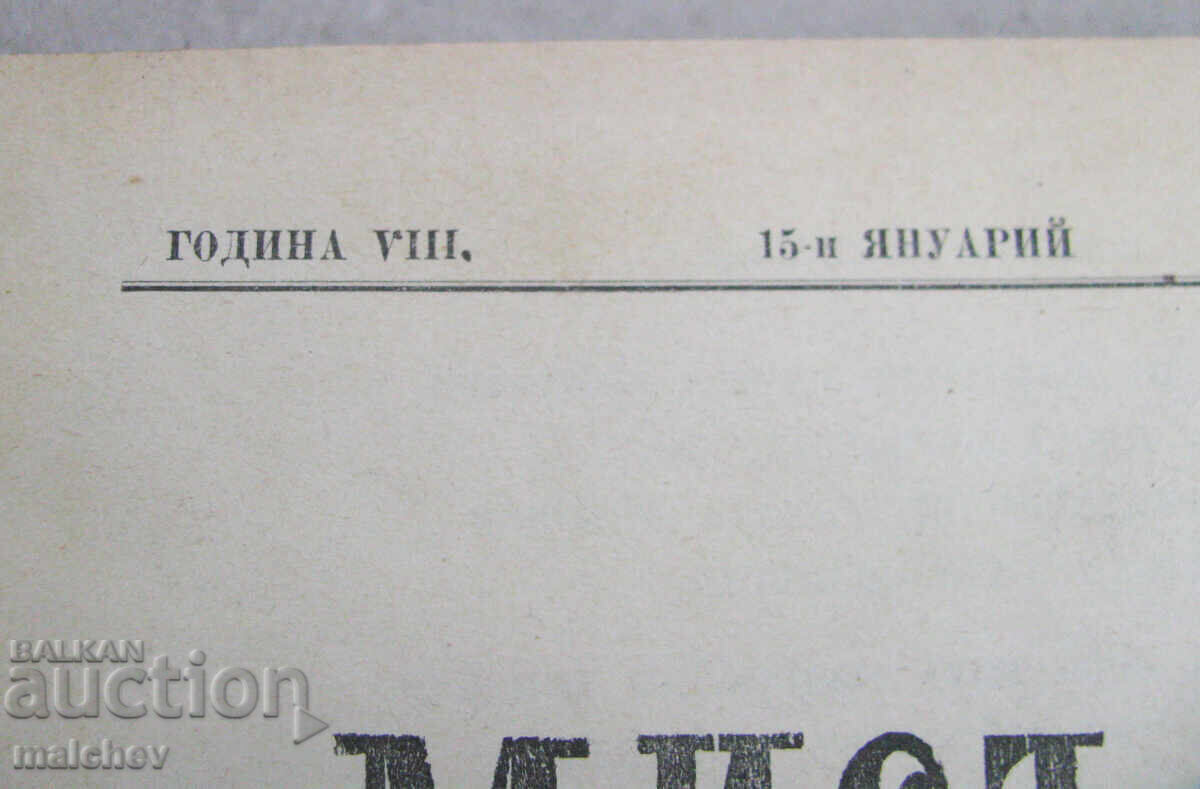 ГОДИНА VIII. 15-и ЯНУАРИЙ
BALKAN
auction
malchev